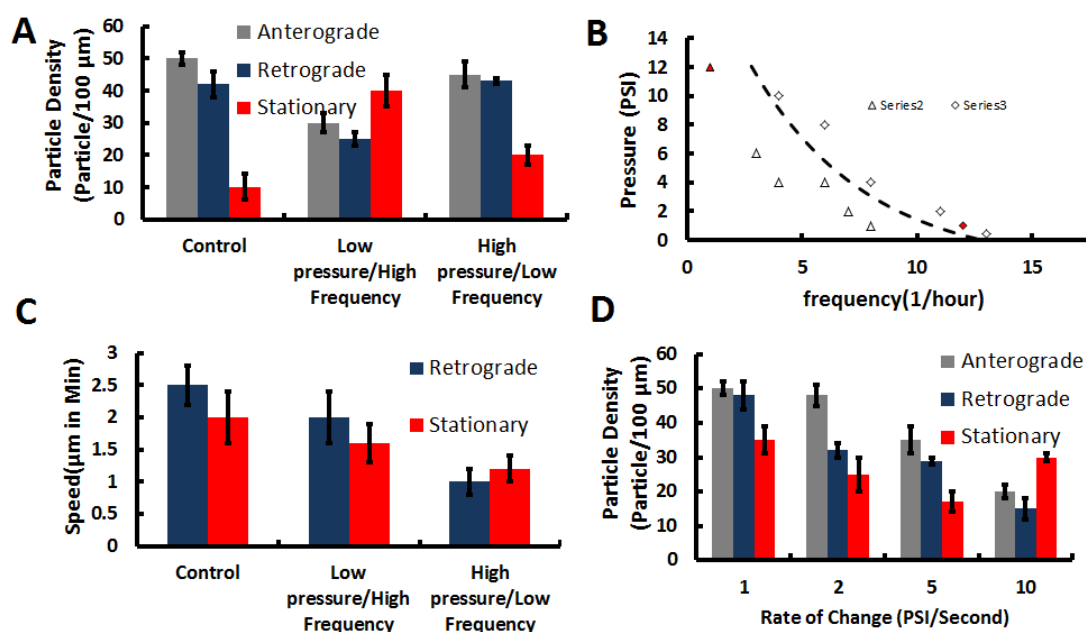 A
Particle Density
(Particle/100 µm)
60
50
40
30
20
10
0
Anterograde
Retrograde
Stationary
Control
Low
pressure/High
Frequency
High
pressure/Low
Frequency
B
Pressure (PSI)
14
12
10
8
6
4
2
0
Series2
Series3
0
5
10
15
frequency(1/hour)
C
Speed(µm in Min)
3
2.5
2
1.5
1
0.5
0
Retrograde
Stationary
Control
Low
pressure/High
Frequency
High
pressure/Low
Frequency
D
Particle Density
(Particle/100 µm)
60
50
40
30
20
10
0
Anterograde
Retrograde
Stationary
1
2
5
10
Rate of Change (PSI/Second)